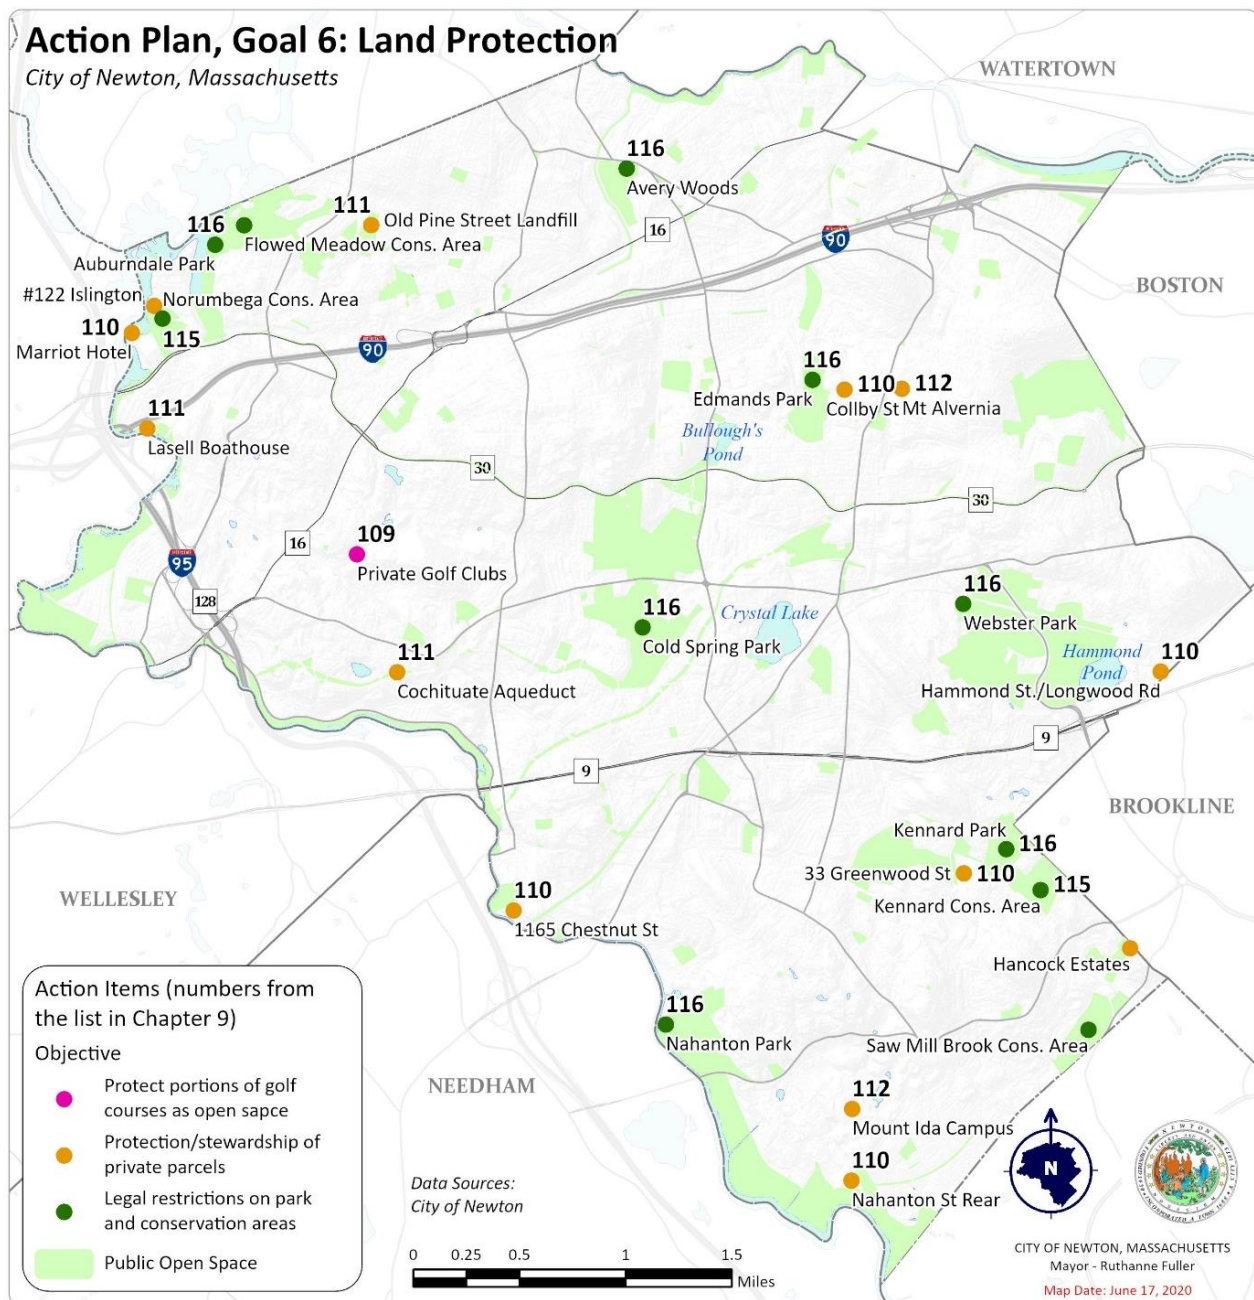 Action Plan, Goal 6: Land Protection
City of Newton, Massachusetts
WATERTOWN
116
Avery Woods
111
Old Pine Street Landfill
116
Flowed Meadow Cons. Area
Auburndale Park
16
90
#122 Islington
Norumbega Cons. Area
BOSTON
110
Marriot Hotel
115
90
116
Edmands Park
110
Collby St
112
Mt Alvernia
111
Lasell Boathouse
Bullough's
Pond
30
30
109
Private Golf Clubs
16
95
128
116
Cold Spring Park
Crystal Lake
116
Webster Park
Hammond
Pond
110
Hammond St./Longwood Rd
111
Cochituate Aqueduct
9
9
BROOKLINE
Kennard Park
116
33 Greenwood St
110
115
Kennard Cons. Area
WELLESLEY
110
1165 Chestnut St
Hancock Estates
116
Nahanton Park
Saw Mill Brook Cons. Area
NEEDHAM
112
Mount Ida Campus
110
Nahanton St Rear
Action Items (numbers from
the list in Chapter 9)
Objective
Protect portions of golf
courses as open sapce
Protection/stewardship of
private parcels
Legal restrictions on park
and conservation areas
Public Open Space
Data Sources:
City of Newton
0 0.25 0.5 1 1.5
Miles
N
CITY OF NEWTON, MASSACHUSETTS
Mayor - Ruthanne Fuller
Map Date: June 17, 2020